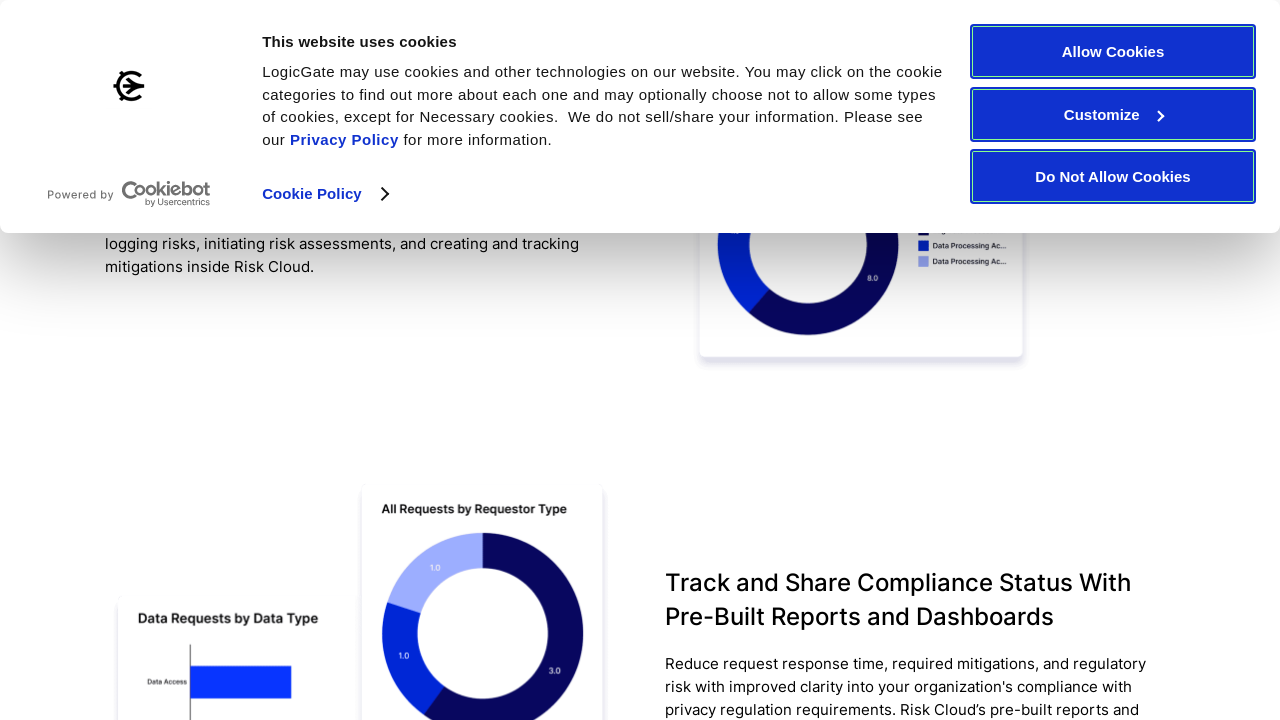 This website uses cookies
LogicGate may use cookies and other technologies on our website. You may click on the cookie
categories to find out more about each one and may optionally choose not to allow some types
of cookies, except for Necessary cookies.  We do not sell/share your information. Please see
our Privacy Policy for more information.
Cookie Policy
Powered by Cookiebot
by Usercentrics
Allow Cookies
Customize
Do Not Allow Cookies
logging risks, initiating risk assessments, and creating and tracking
mitigations inside Risk Cloud.
Data Processing Ac...
Data Processing Ac...
8.0
All Requests by Requestor Type
1.0
1.0
3.0
Data Requests by Data Type
Data Access
Track and Share Compliance Status With
Pre-Built Reports and Dashboards
Reduce request response time, required mitigations, and regulatory
risk with improved clarity into your organization's compliance with
privacy regulation requirements. Risk Cloud’s pre-built reports and